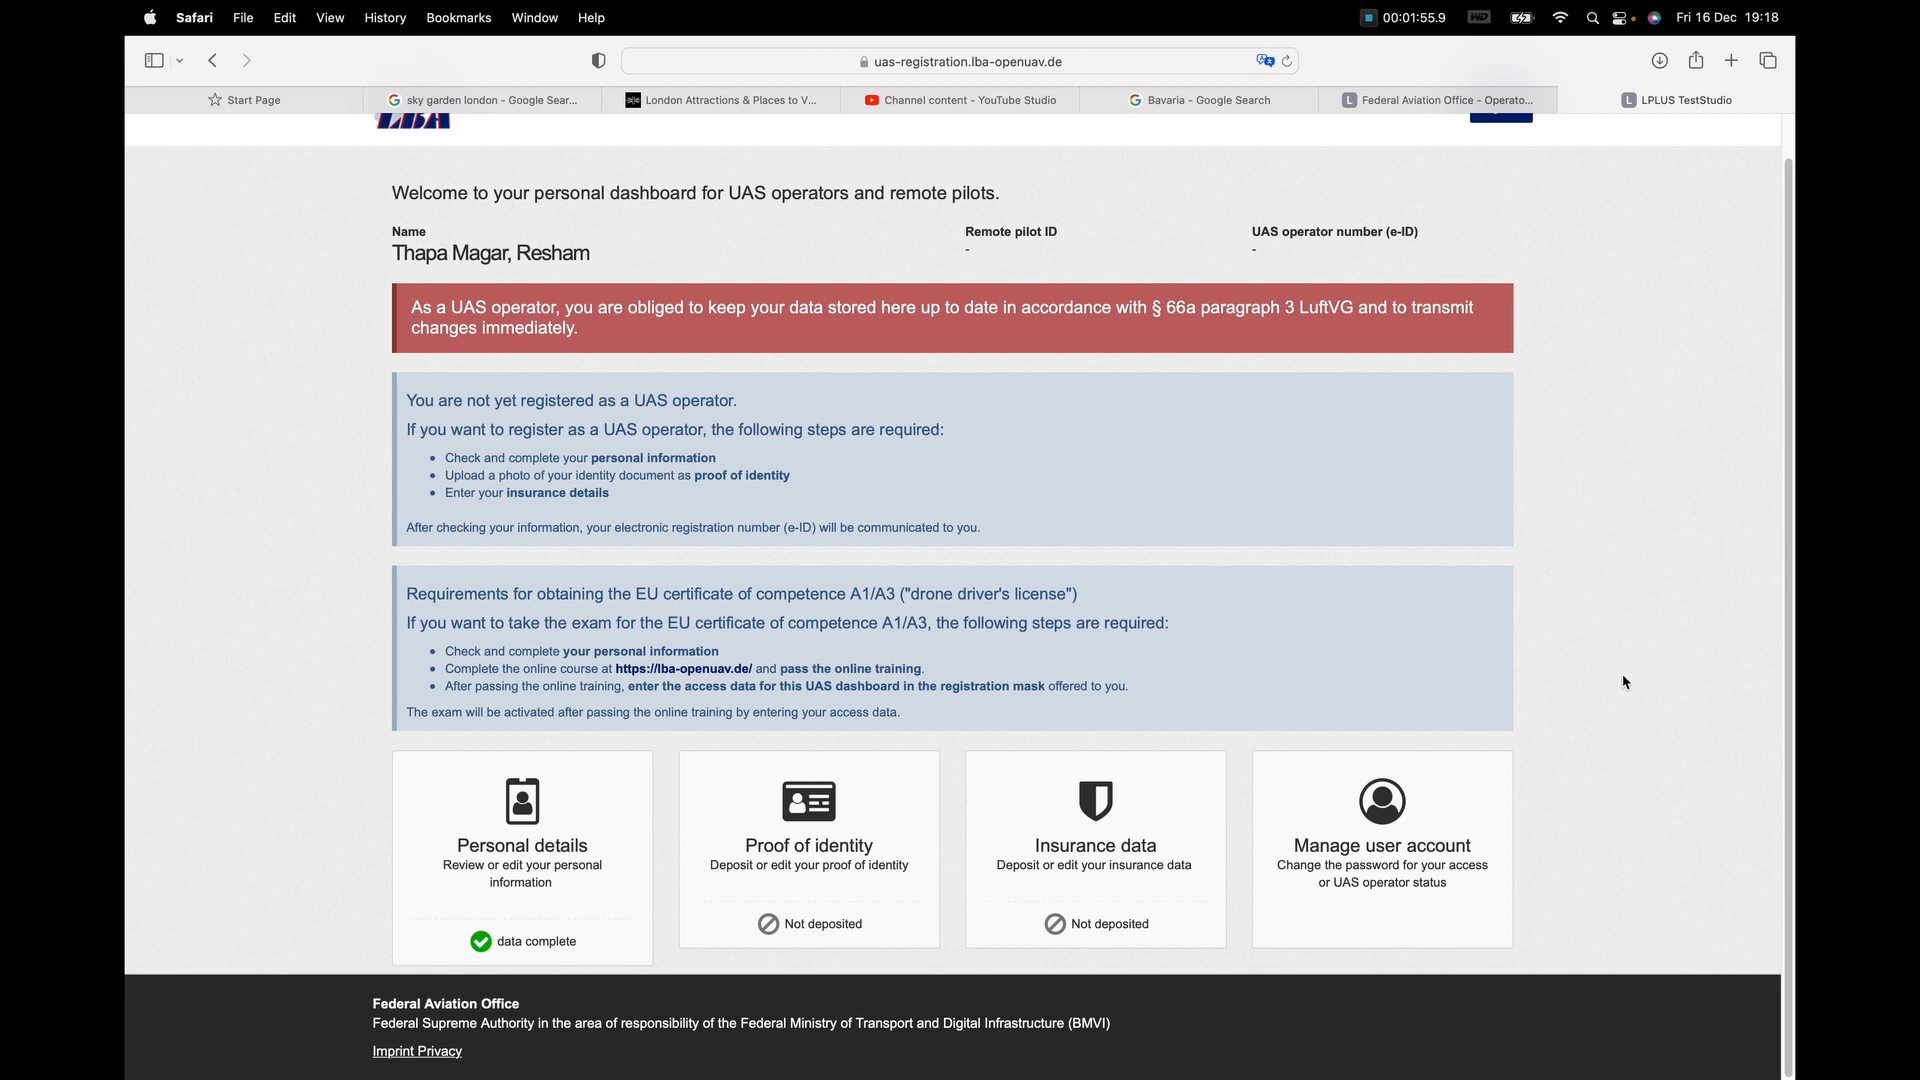 Safari File Edit View History Bookmarks Window Help 00:01:55.9 WD Fri 16 Dec 19:18
uas-registration.lba-openuav.de
Start Page
sky garden london - Google Sear...
London Attractions & Places to V...
Channel content - YouTube Studio
Bavaria - Google Search
L Federal Aviation Office - Operato...
L LPLUS TestStudio
LBA
Welcome to your personal dashboard for UAS operators and remote pilots.
Name
Thapa Magar, Resham
Remote pilot ID
-
UAS operator number (e-ID)
-
As a UAS operator, you are obliged to keep your data stored here up to date in accordance with § 66a paragraph 3 LuftVG and to transmit
changes immediately.
You are not yet registered as a UAS operator.
If you want to register as a UAS operator, the following steps are required:
• Check and complete your personal information
• Upload a photo of your identity document as proof of identity
• Enter your insurance details
After checking your information, your electronic registration number (e-ID) will be communicated to you.
Requirements for obtaining the EU certificate of competence A1/A3 ("drone driver's license")
If you want to take the exam for the EU certificate of competence A1/A3, the following steps are required:
• Check and complete your personal information
• Complete the online course at https://lba-openuav.de/ and pass the online training.
• After passing the online training, enter the access data for this UAS dashboard in the registration mask offered to you.
The exam will be activated after passing the online training by entering your access data.
Personal details
Review or edit your personal
information
data complete
Proof of identity
Deposit or edit your proof of identity
Not deposited
Insurance data
Deposit or edit your insurance data
Not deposited
Manage user account
Change the password for your access
or UAS operator status
Federal Aviation Office
Federal Supreme Authority in the area of responsibility of the Federal Ministry of Transport and Digital Infrastructure (BMVI)
Imprint Privacy